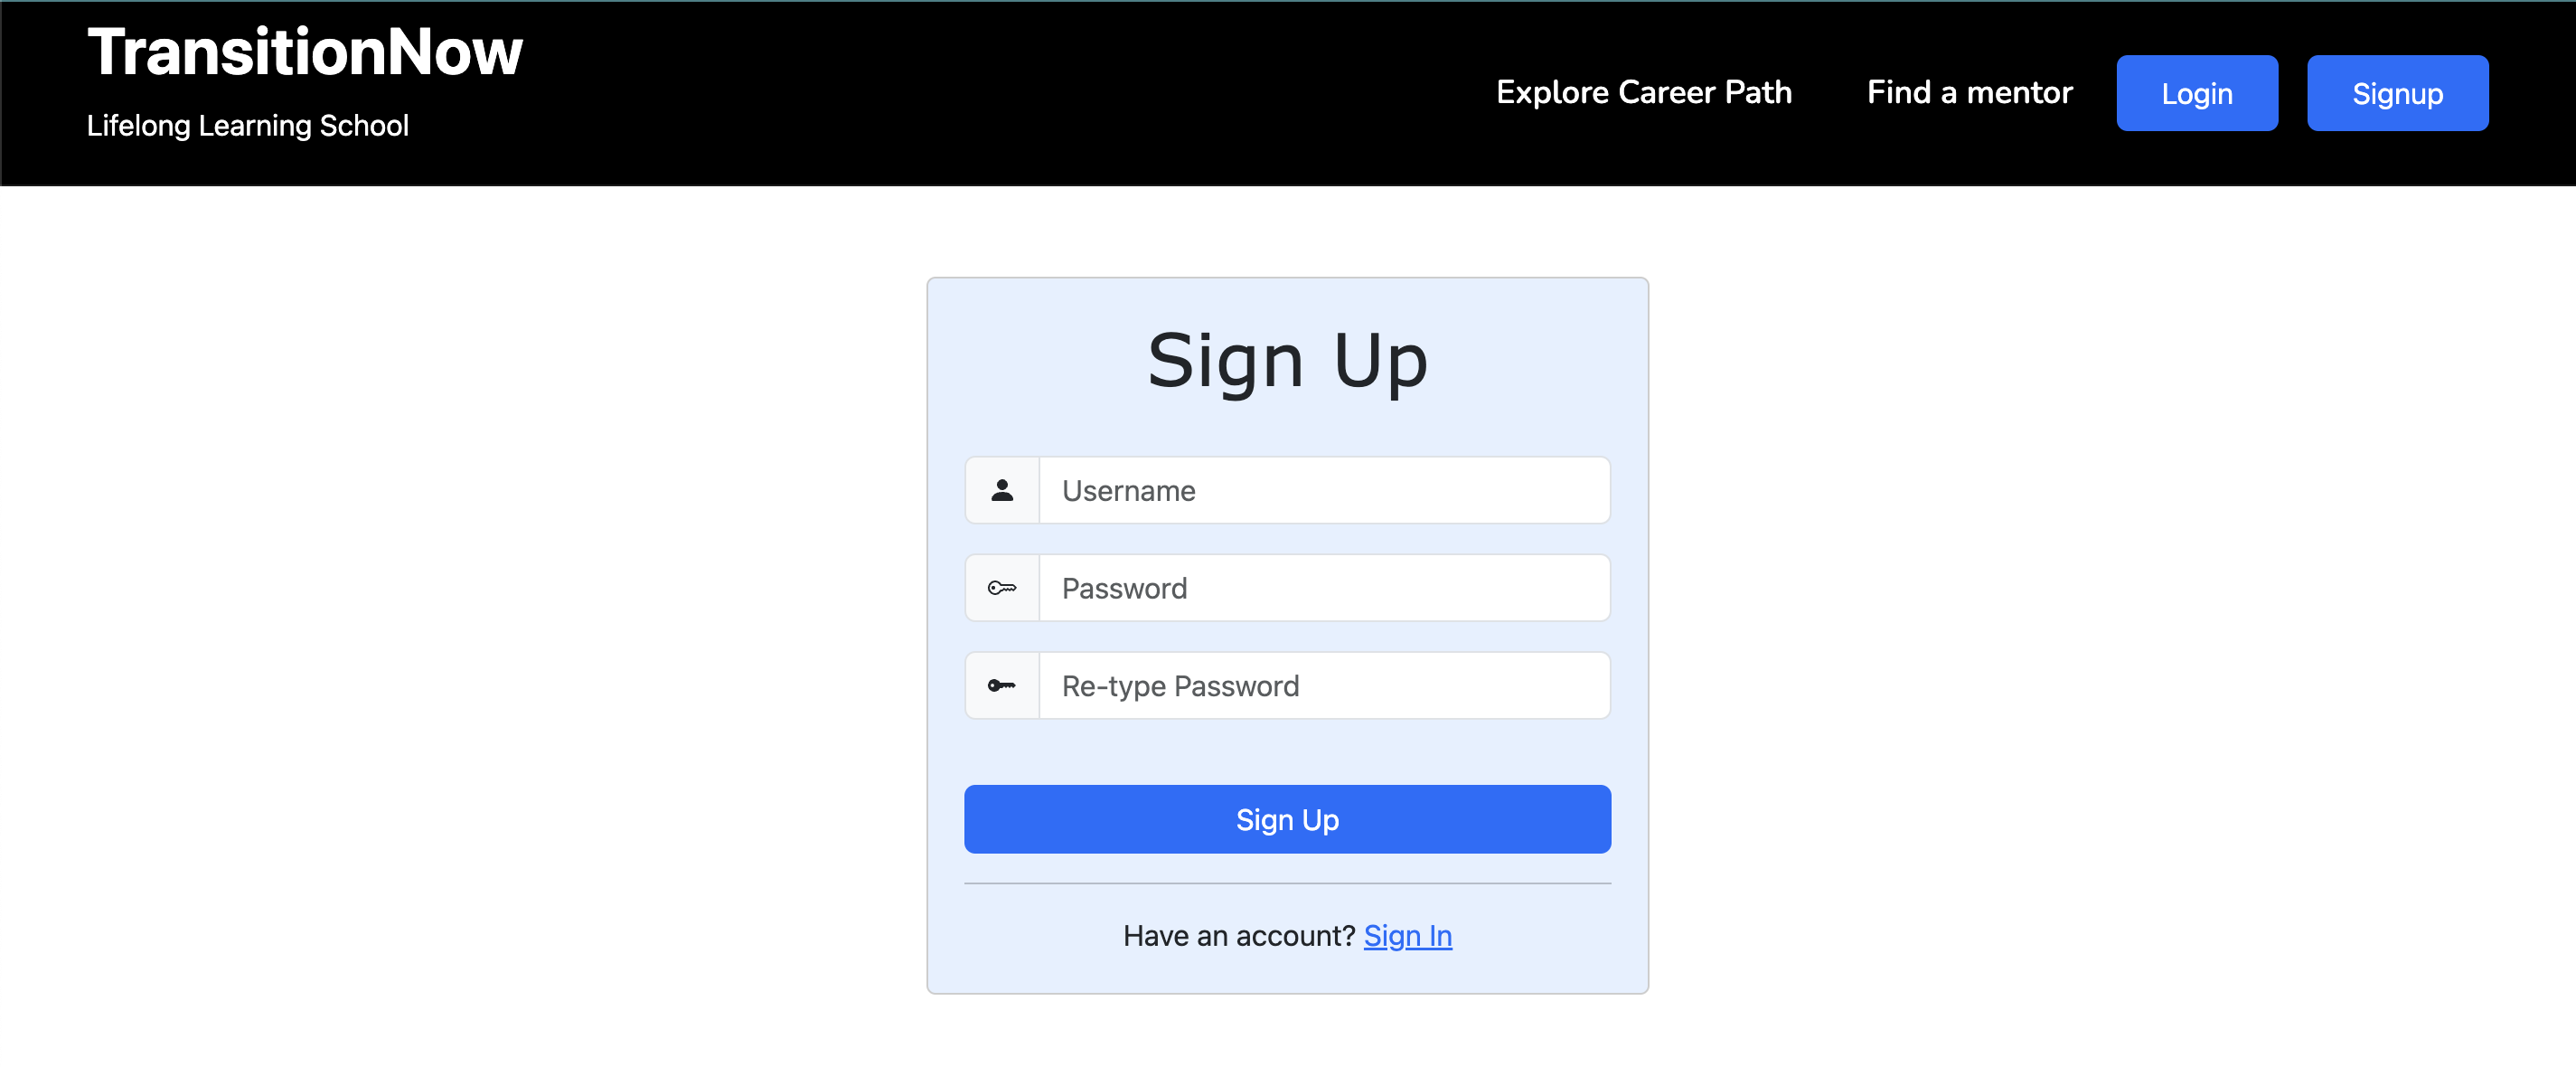 TransitionNow
Lifelong Learning School
Explore Career Path
Find a mentor
Login
Signup
Sign Up
Username
Password
Re-type Password
Sign Up
Have an account? Sign In